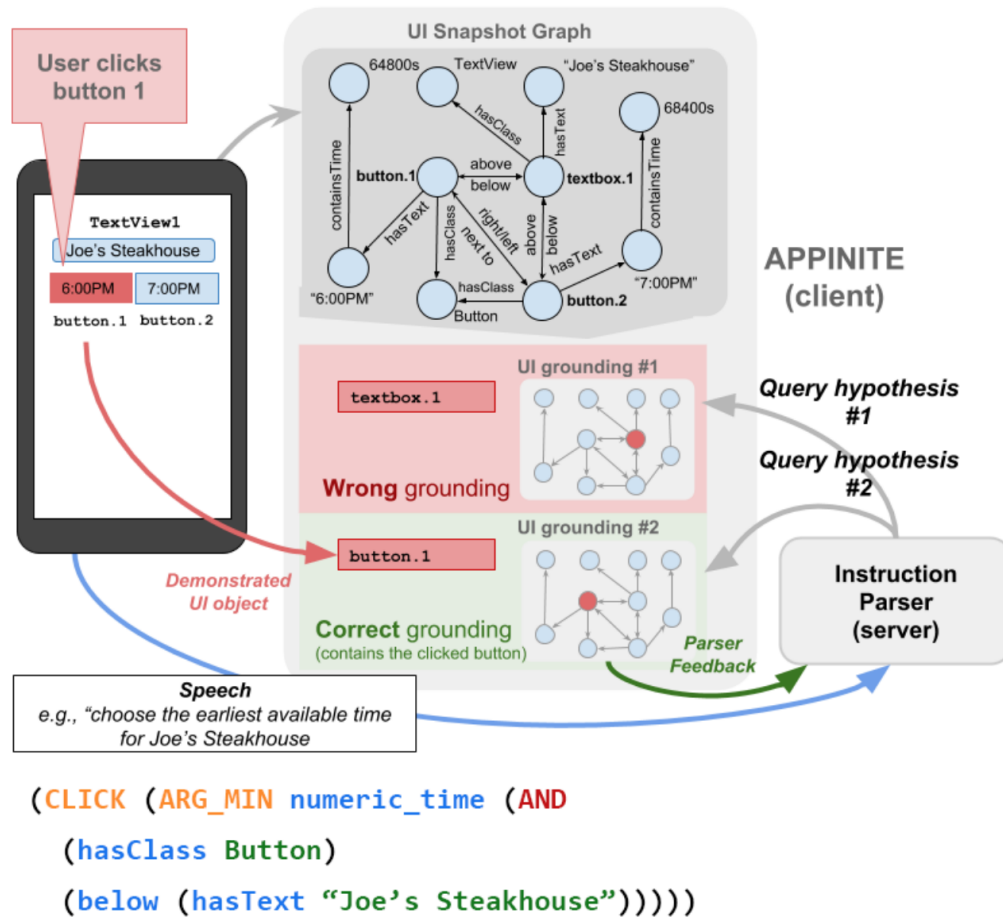 UI Snapshot Graph
User clicks
button 1
64800s
TextView
“Joe’s Steakhouse”
68400s
hasClass
hasText
containsTime
button.1
above
below
textbox.1
containsTime
hasText
hasClass
right/left
next to
above
below
hasText
“6:00PM”
hasClass
Button
button.2
“7:00PM”
TextView1
Joe's Steakhouse
6:00PM
7:00PM
button.1
button.2
APPINITE
(client)
UI grounding #1
textbox.1
Wrong grounding
Query hypothesis
#1
Query hypothesis
#2
UI grounding #2
button.1
Demonstrated
UI object
Correct grounding
(contains the clicked button)
Parser
Feedback
Instruction
Parser
(server)
Speech
e.g., “choose the earliest available time
for Joe’s Steakhouse
(CLICK (ARG_MIN numeric_time (AND
(hasClass Button)
(below (hasText “Joe’s Steakhouse”)))))